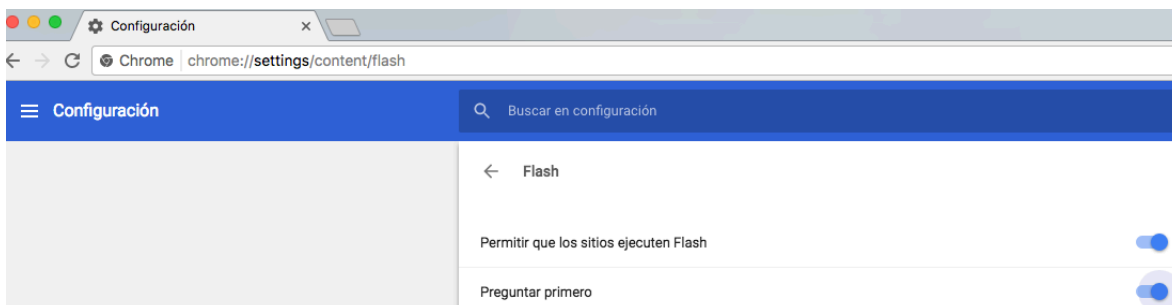 Configuración
Chrome chrome://settings/content/flash
Configuración
Buscar en configuración
Flash
Permitir que los sitios ejecuten Flash
Preguntar primero